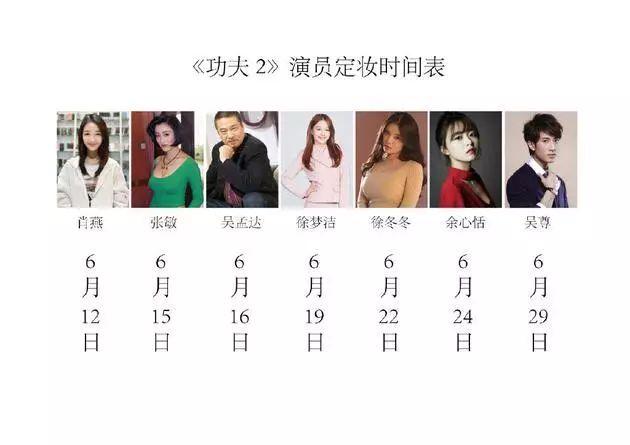 《功夫2》演员定妆时间表
肖燕 张敏 吴孟达 徐梦洁 徐冬冬 余心恬 吴尊
6月12日 6月15日 6月16日 6月19日 6月22日 6月24日 6月29日